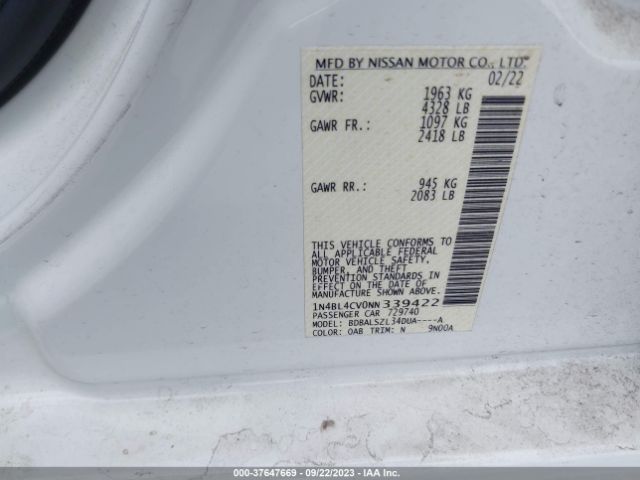 MFD BY NISSAN MOTOR CO., LTD.
DATE: 02/22
GVWR: 1963 KG
4328 LB
GAWR FR.: 1097 KG
2418 LB
GAWR RR.: 945 KG
2083 LB
THIS VEHICLE CONFORMS TO
ALL APPLICABLE FEDERAL
MOTOR VEHICLE SAFETY,
BUMPER, AND THEFT
PREVENTION STANDARDS IN
EFFECT ON THE DATE OF
MANUFACTURE SHOWN ABOVE.
1N4BL4CV0NN339422
PASSENGER CAR 729740
MODEL: BDBALSZL34DUA----A
COLOR: QAB TRIM: N 9N00A
000-37647669 - 09/22/2023 - IAA Inc.